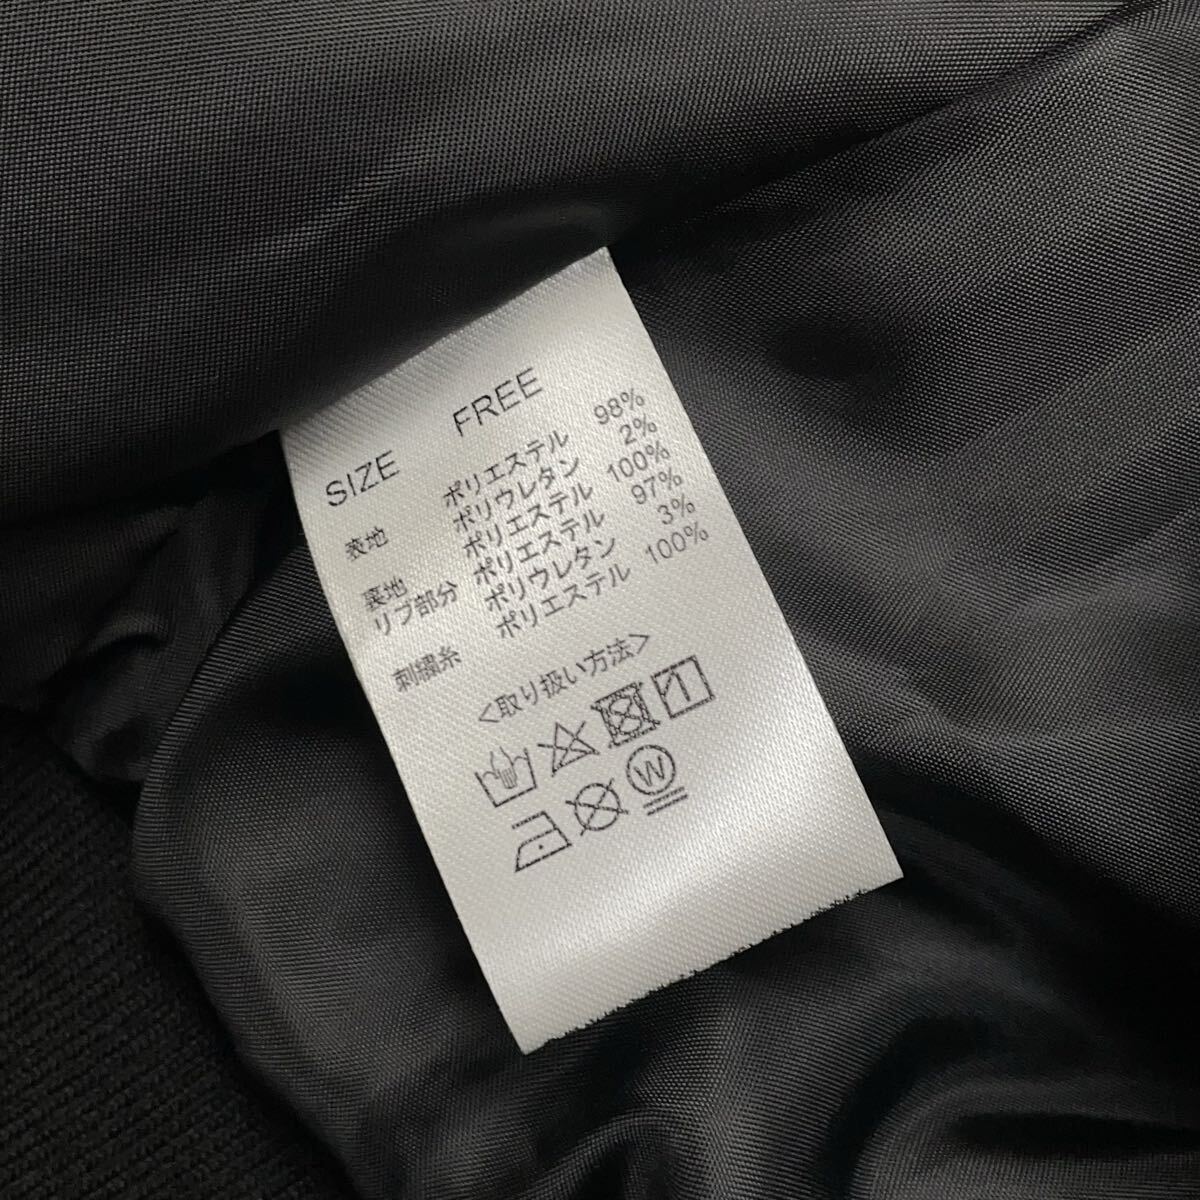 SIZE FREE
表地 ポリエステル 98%
ポリウレタン 2%
裏地 ポリエステル 100%
リブ部分 ポリエステル 97%
ポリウレタン 3%
刺繍糸 ポリエステル 100%
<取り扱い方法>
W